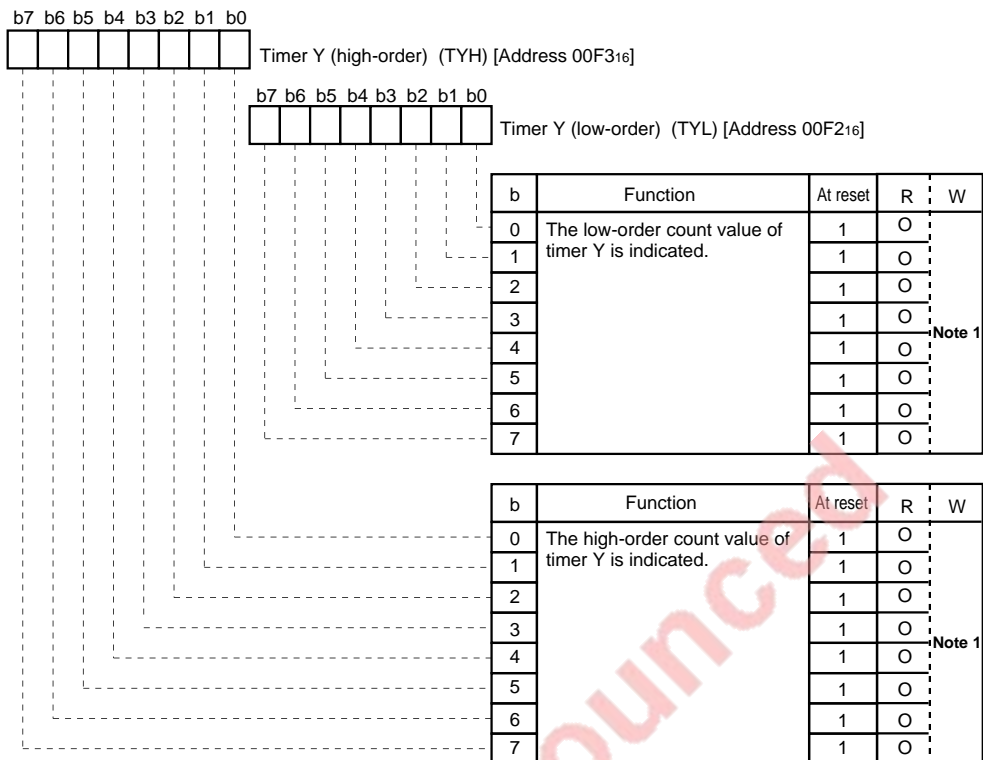 b7 b6 b5 b4 b3 b2 b1 b0
Timer Y (high-order) (TYH) [Address 00F316]
b7 b6 b5 b4 b3 b2 b1 b0
Timer Y (low-order) (TYL) [Address 00F216]
b Function At reset R W
0 The low-order count value of 1 O
1 timer Y is indicated. 1 O
2 1 O
3 1 O
Note 1
4 1 O
5 1 O
6 1 O
7 1 O
b Function At reset R W
0 The high-order count value of 1 O
1 timer Y is indicated. 1 O
2 1 O
3 1 O
Note 1
4 1 O
5 1 O
6 1 O
7 1 O